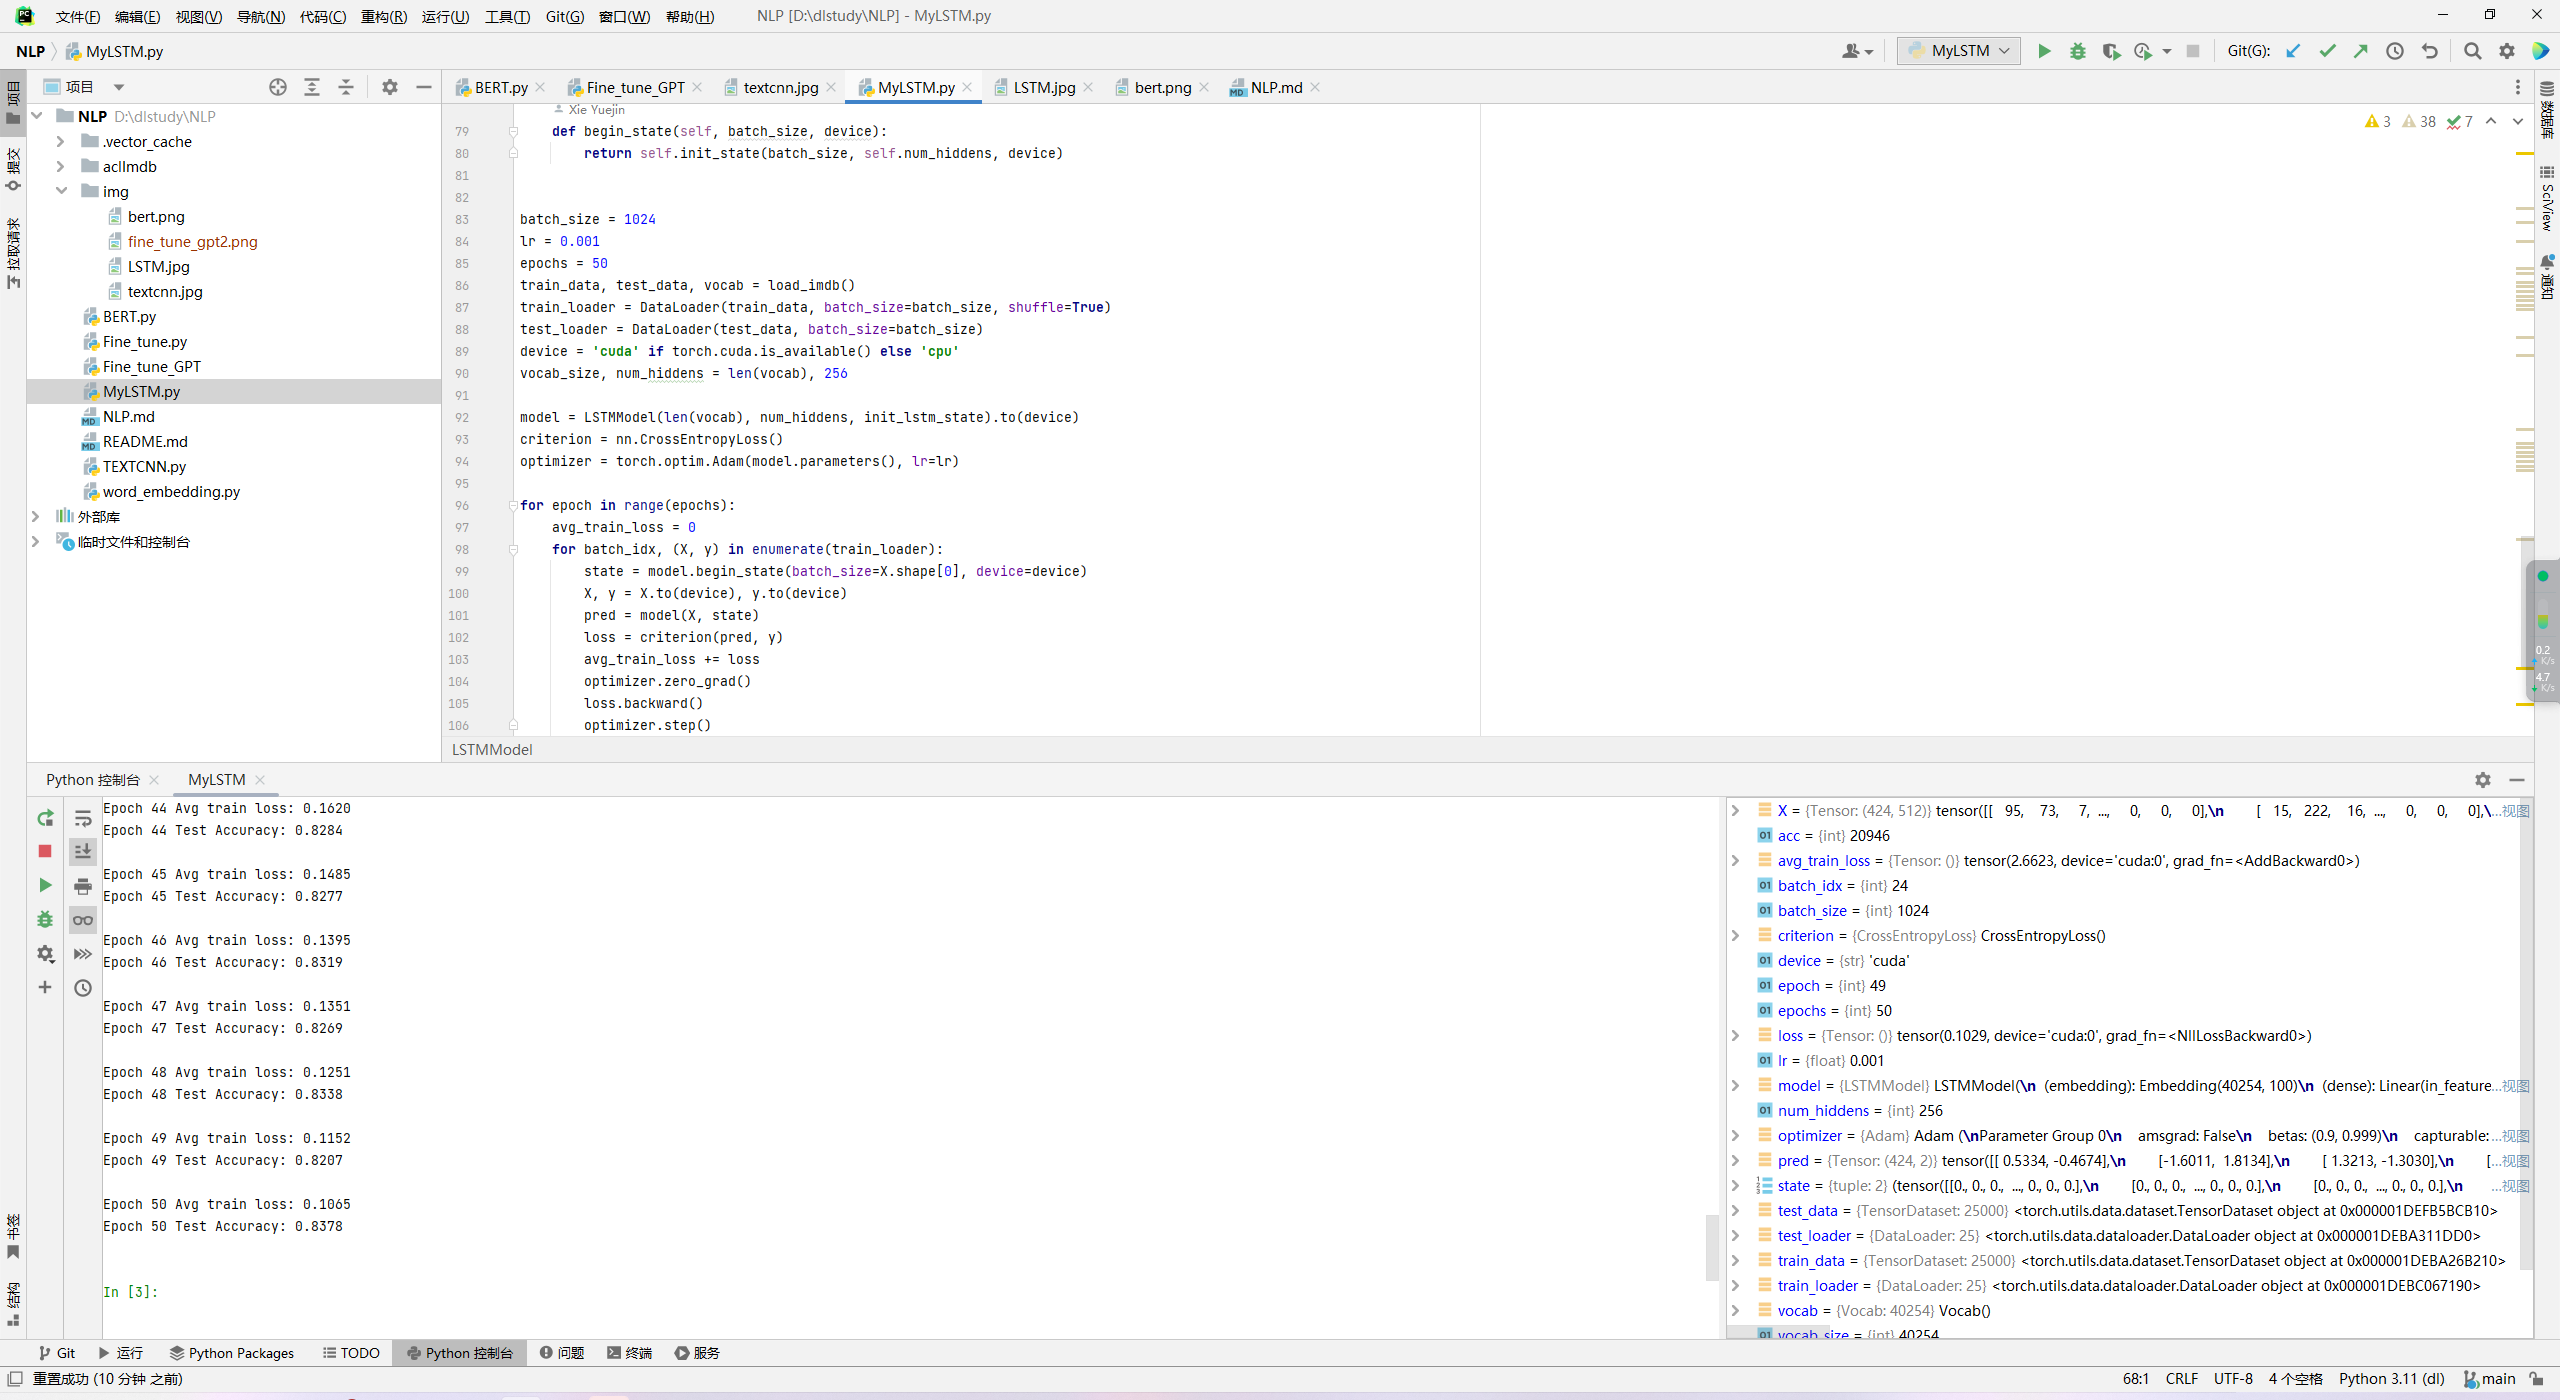 文件(F) 编辑(E) 视图(V) 导航(N) 代码(C) 重构(R) 运行(U) 工具(T) Git(G) 窗口(W) 帮助(H) NLP [D:\dlstudy\NLP] - MyLSTM.py
NLP MyLSTM.py MyLSTM Git(G):
项目
提交
拉取请求
书签
结构
项目
NLP D:\dlstudy\NLP
.vector_cache
aclImdb
img
bert.png
fine_tune_gpt2.png
LSTM.jpg
textcnn.jpg
BERT.py
Fine_tune.py
Fine_tune_GPT
MyLSTM.py
NLP.md
README.md
TEXTCNN.py
word_embedding.py
外部库
临时文件和控制台
BERT.py Fine_tune_GPT textcnn.jpg MyLSTM.py LSTM.jpg bert.png NLP.md
Xie Yuejin
3 38 7
79 def begin_state(self, batch_size, device):
80 return self.init_state(batch_size, self.num_hiddens, device)
81
82
83 batch_size = 1024
84 lr = 0.001
85 epochs = 50
86 train_data, test_data, vocab = load_imdb()
87 train_loader = DataLoader(train_data, batch_size=batch_size, shuffle=True)
88 test_loader = DataLoader(test_data, batch_size=batch_size)
89 device = 'cuda' if torch.cuda.is_available() else 'cpu'
90 vocab_size, num_hiddens = len(vocab), 256
91
92 model = LSTMModel(len(vocab), num_hiddens, init_lstm_state).to(device)
93 criterion = nn.CrossEntropyLoss()
94 optimizer = torch.optim.Adam(model.parameters(), lr=lr)
95
96 for epoch in range(epochs):
97 avg_train_loss = 0
98 for batch_idx, (X, y) in enumerate(train_loader):
99 state = model.begin_state(batch_size=X.shape[0], device=device)
100 X, y = X.to(device), y.to(device)
101 pred = model(X, state)
102 loss = criterion(pred, y)
103 avg_train_loss += loss
104 optimizer.zero_grad()
105 loss.backward()
106 optimizer.step()
LSTMModel
数据库
SciView
通知
0.2
K/s
4.7
K/s
Python 控制台 MyLSTM
Epoch 44 Avg train loss: 0.1620
Epoch 44 Test Accuracy: 0.8284
Epoch 45 Avg train loss: 0.1485
Epoch 45 Test Accuracy: 0.8277
Epoch 46 Avg train loss: 0.1395
Epoch 46 Test Accuracy: 0.8319
Epoch 47 Avg train loss: 0.1351
Epoch 47 Test Accuracy: 0.8269
Epoch 48 Avg train loss: 0.1251
Epoch 48 Test Accuracy: 0.8338
Epoch 49 Avg train loss: 0.1152
Epoch 49 Test Accuracy: 0.8207
Epoch 50 Avg train loss: 0.1065
Epoch 50 Test Accuracy: 0.8378
In [3]:
X = {Tensor: (424, 512)} tensor([[ 95, 73, 7, ..., 0, 0, 0],\n [ 15, 222, 16, ..., 0, 0, 0],\...视图
acc = {int} 20946
avg_train_loss = {Tensor: ()} tensor(2.6623, device='cuda:0', grad_fn=<AddBackward0>)
batch_idx = {int} 24
batch_size = {int} 1024
criterion = {CrossEntropyLoss} CrossEntropyLoss()
device = {str} 'cuda'
epoch = {int} 49
epochs = {int} 50
loss = {Tensor: ()} tensor(0.1029, device='cuda:0', grad_fn=<NllLossBackward0>)
lr = {float} 0.001
model = {LSTMModel} LSTMModel(\n (embedding): Embedding(40254, 100)\n (dense): Linear(in_feature...视图
num_hiddens = {int} 256
optimizer = {Adam} Adam (\nParameter Group 0\n amsgrad: False\n betas: (0.9, 0.999)\n capturable: ...视图
pred = {Tensor: (424, 2)} tensor([[ 0.5334, -0.4674],\n [-1.6011, 1.8134],\n [ 1.3213, -1.3030],\n [...视图
state = {tuple: 2} (tensor([[[0., 0., 0., ..., 0., 0., 0.],\n [0., 0., 0., ..., 0., 0., 0.],\n [0., 0., 0., ..., 0., 0., 0.],\n ...视图
test_data = {TensorDataset: 25000} <torch.utils.data.dataset.TensorDataset object at 0x000001DEFB5BCB10>
test_loader = {DataLoader: 25} <torch.utils.data.dataloader.DataLoader object at 0x000001DEBA311DD0>
train_data = {TensorDataset: 25000} <torch.utils.data.dataset.TensorDataset object at 0x000001DEBA26B210>
train_loader = {DataLoader: 25} <torch.utils.data.dataloader.DataLoader object at 0x000001DEBC067190>
vocab = {Vocab: 40254} Vocab()
vocab_size = {int} 40254
Git 运行 Python Packages TODO Python 控制台 问题 终端 服务
重置成功 (10 分钟 之前) 68:1 CRLF UTF-8 4 个空格 Python 3.11 (dl) main